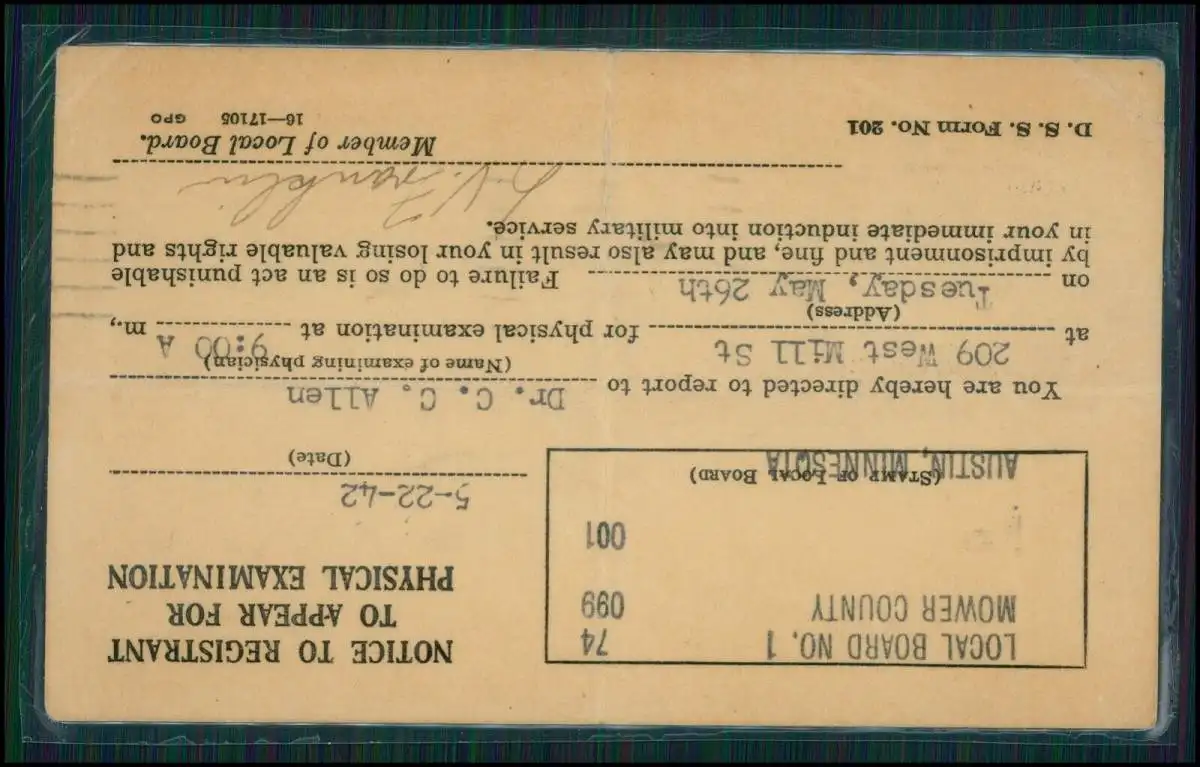 LOCAL BOARD NO. 1 74
MOWER COUNTY 099
001
AUSTIN, MINNESOTA
(STAMP OF LOCAL BOARD)
NOTICE TO REGISTRANT
TO APPEAR FOR
PHYSICAL EXAMINATION
5-22-42
(Date)
You are hereby directed to report to Dr. C. C. Allen
(Name of examining physician)
at 209 West Mill St for physical examination at 9:00 A m.,
(Address)
on Tuesday, May 26th Failure to do so is an act punishable
by imprisonment and fine, and may also result in your losing valuable rights and
in your immediate induction into military service.
L. V. Franklin
Member of Local Board.
D. S. S. Form No. 201
16—17105 GPO